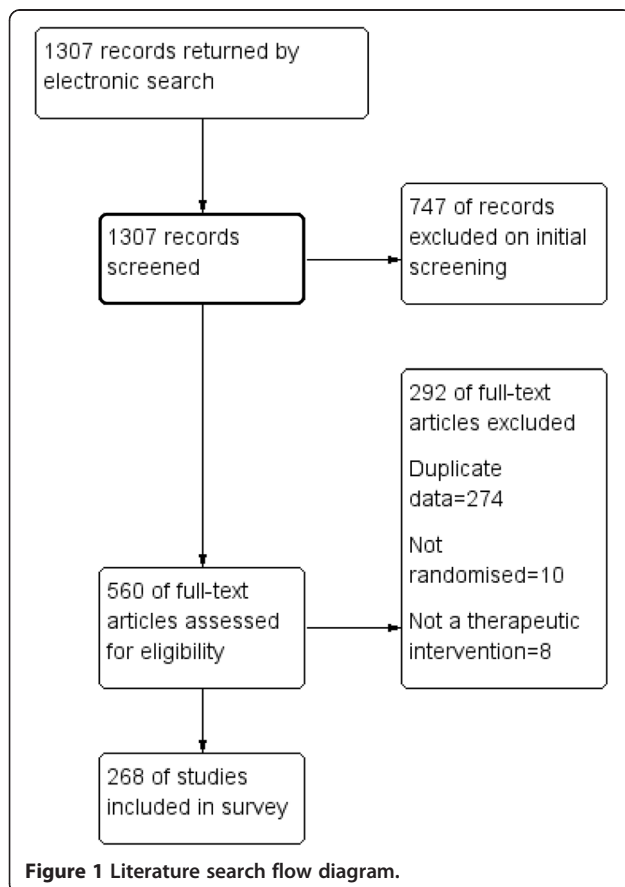 1307 records returned by
electronic search
1307 records
screened
747 of records
excluded on initial
screening
292 of full-text
articles excluded
Duplicate
data=274
Not
randomised=10
Not a therapeutic
intervention=8
560 of full-text
articles assessed
for eligibility
268 of studies
included in survey
Figure 1 Literature search flow diagram.